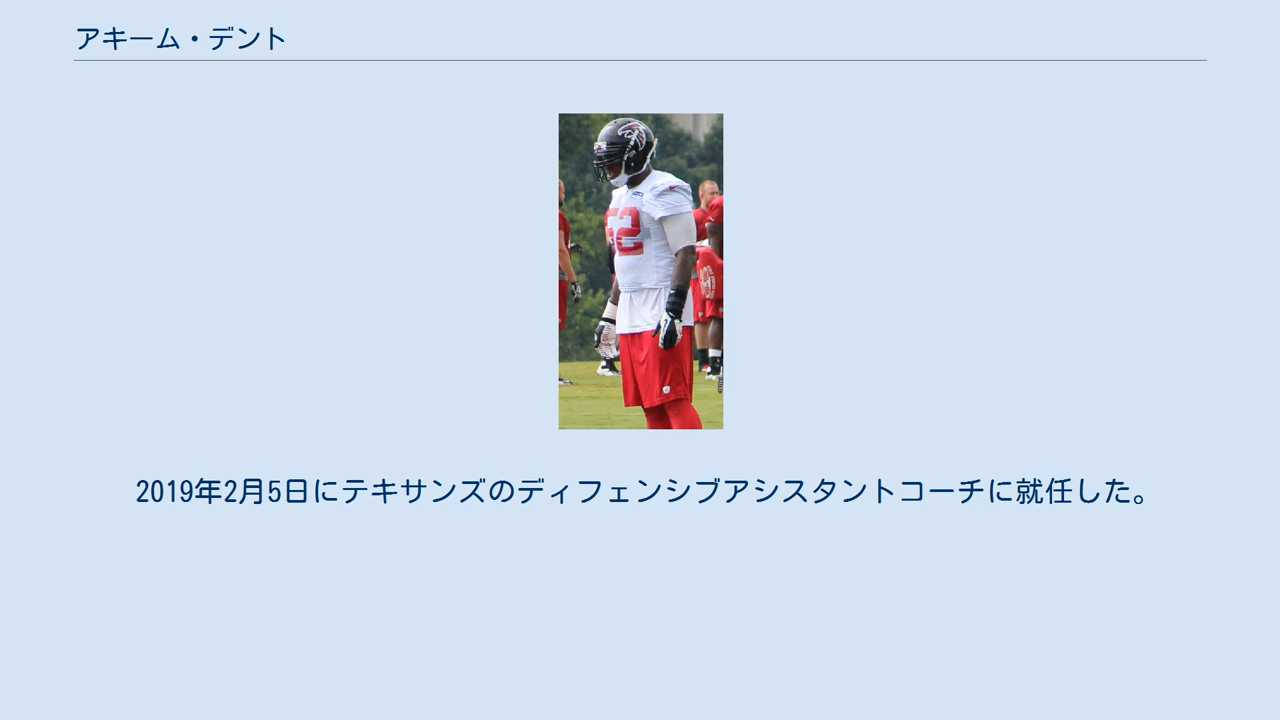 アキーム・デント
52
2019年2月5日にテキサンズのディフェンシブアシスタントコーチに就任した。